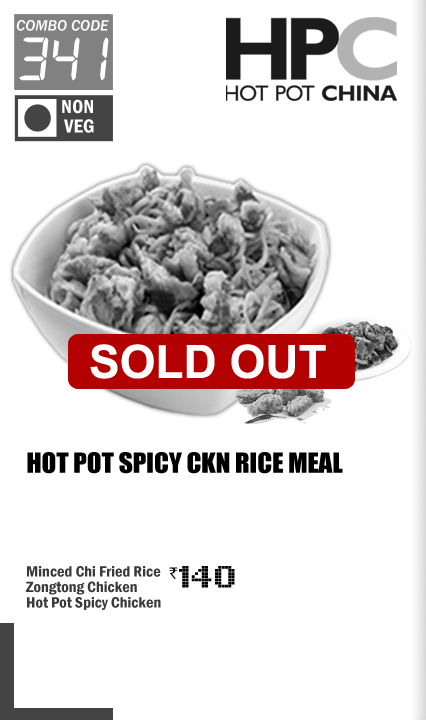 COMBO CODE
341
NON
VEG
HPC
HOT POT CHINA
SOLD OUT
HOT POT SPICY CKN RICE MEAL
Minced Chi Fried Rice ₹140
Zongtong Chicken
Hot Pot Spicy Chicken